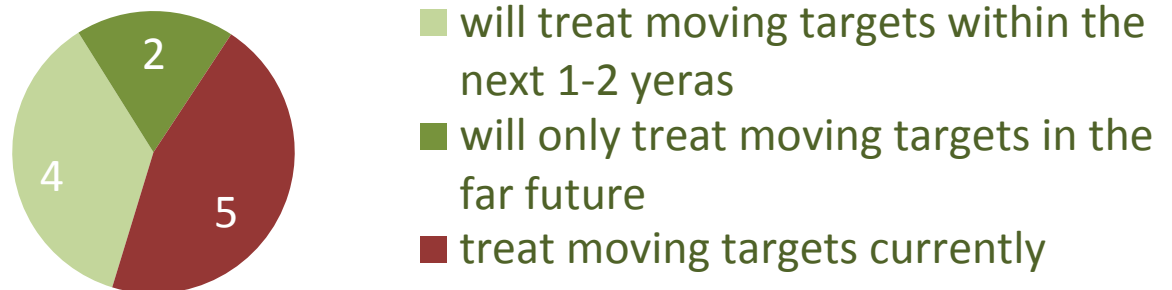 2
4
5
will treat moving targets within the
next 1-2 yeras
will only treat moving targets in the
far future
treat moving targets currently